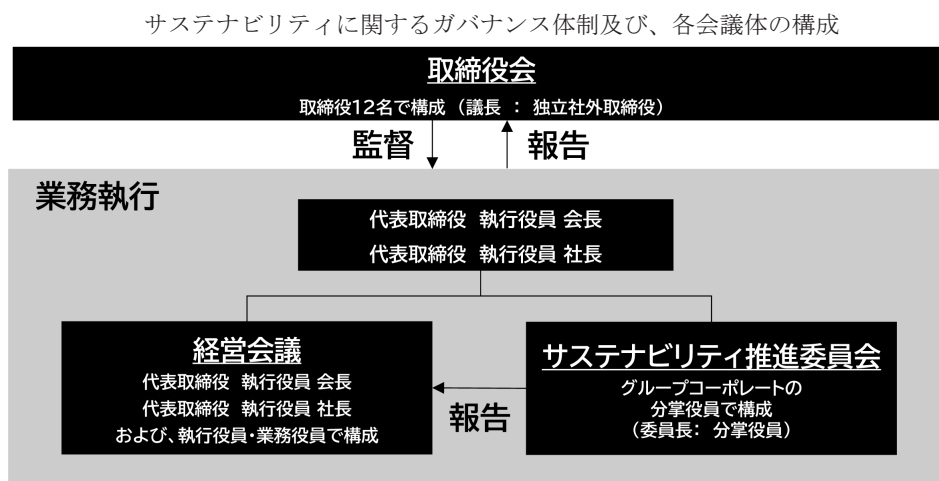 サステナビリティに関するガバナンス体制及び、各会議体の構成
取締役会
取締役12名で構成（議長 ： 独立社外取締役）
監督
報告
業務執行
代表取締役 執行役員 会長
代表取締役 執行役員 社長
経営会議
代表取締役 執行役員 会長
代表取締役 執行役員 社長
および、執行役員・業務役員で構成
報告
サステナビリティ推進委員会
グループコーポレートの
分掌役員で構成
（委員長： 分掌役員）